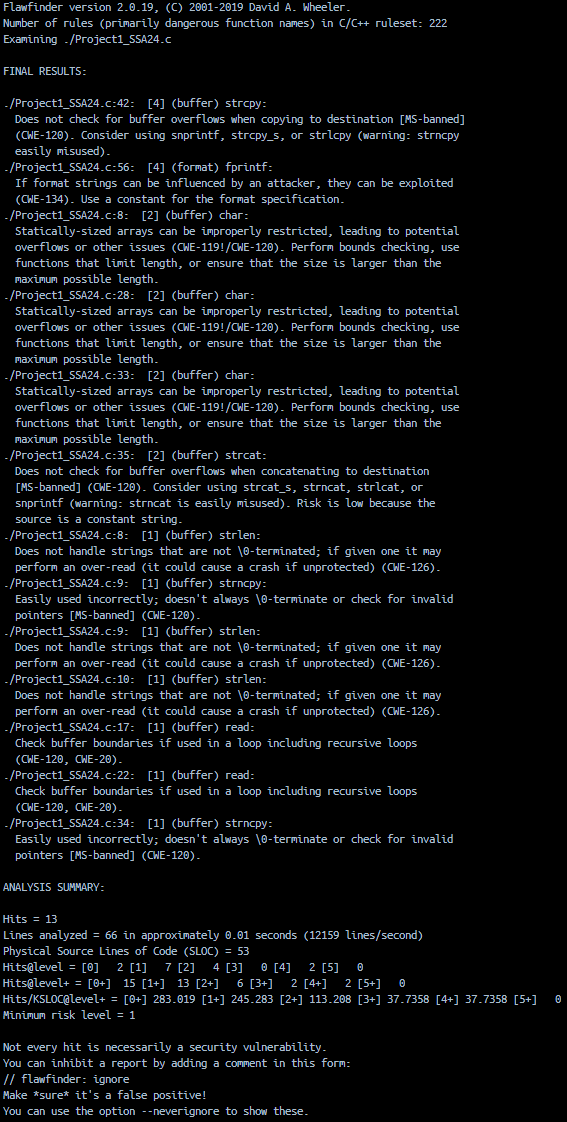 Flawfinder version 2.0.19, (C) 2001-2019 David A. Wheeler.
Number of rules (primarily dangerous function names) in C/C++ ruleset: 222
Examining ./Project1_SSA24.c
FINAL RESULTS:
./Project1_SSA24.c:42:  [4] (buffer) strcpy:
  Does not check for buffer overflows when copying to destination [MS-banned]
  (CWE-120). Consider using snprintf, strcpy_s, or strlcpy (warning: strncpy
  easily misused).
./Project1_SSA24.c:56:  [4] (format) fprintf:
  If format strings can be influenced by an attacker, they can be exploited
  (CWE-134). Use a constant for the format specification.
./Project1_SSA24.c:8:  [2] (buffer) char:
  Statically-sized arrays can be improperly restricted, leading to potential
  overflows or other issues (CWE-119!/CWE-120). Perform bounds checking, use
  functions that limit length, or ensure that the size is larger than the
  maximum possible length.
./Project1_SSA24.c:28:  [2] (buffer) char:
  Statically-sized arrays can be improperly restricted, leading to potential
  overflows or other issues (CWE-119!/CWE-120). Perform bounds checking, use
  functions that limit length, or ensure that the size is larger than the
  maximum possible length.
./Project1_SSA24.c:33:  [2] (buffer) char:
  Statically-sized arrays can be improperly restricted, leading to potential
  overflows or other issues (CWE-119!/CWE-120). Perform bounds checking, use
  functions that limit length, or ensure that the size is larger than the
  maximum possible length.
./Project1_SSA24.c:35:  [2] (buffer) strcat:
  Does not check for buffer overflows when concatenating to destination
  [MS-banned] (CWE-120). Consider using strcat_s, strncat, strlcat, or
  snprintf (warning: strncat is easily misused). Risk is low because the
  source is a constant string.
./Project1_SSA24.c:8:  [1] (buffer) strlen:
  Does not handle strings that are not \0-terminated; if given one it may
  perform an over-read (it could cause a crash if unprotected) (CWE-126).
./Project1_SSA24.c:9:  [1] (buffer) strncpy:
  Easily used incorrectly; doesn't always \0-terminate or check for invalid
  pointers [MS-banned] (CWE-120).
./Project1_SSA24.c:9:  [1] (buffer) strlen:
  Does not handle strings that are not \0-terminated; if given one it may
  perform an over-read (it could cause a crash if unprotected) (CWE-126).
./Project1_SSA24.c:10:  [1] (buffer) strlen:
  Does not handle strings that are not \0-terminated; if given one it may
  perform an over-read (it could cause a crash if unprotected) (CWE-126).
./Project1_SSA24.c:17:  [1] (buffer) read:
  Check buffer boundaries if used in a loop including recursive loops
  (CWE-120, CWE-20).
./Project1_SSA24.c:22:  [1] (buffer) read:
  Check buffer boundaries if used in a loop including recursive loops
  (CWE-120, CWE-20).
./Project1_SSA24.c:34:  [1] (buffer) strncpy:
  Easily used incorrectly; doesn't always \0-terminate or check for invalid
  pointers [MS-banned] (CWE-120).
ANALYSIS SUMMARY:
Hits = 13
Lines analyzed = 66 in approximately 0.01 seconds (12159 lines/second)
Physical Source Lines of Code (SLOC) = 53
Hits@level = [0]   2 [1]   7 [2]   4 [3]   0 [4]   2 [5]   0
Hits@level+ = [0+]  15 [1+]  13 [2+]   6 [3+]   2 [4+]   2 [5+]   0
Hits/KSLOC@level+ = [0+] 283.019 [1+] 245.283 [2+] 113.208 [3+] 37.7358 [4+] 37.7358 [5+]   0
Minimum risk level = 1
Not every hit is necessarily a security vulnerability.
You can inhibit a report by adding a comment in this form:
// flawfinder: ignore
Make *sure* it's a false positive!
You can use the option --neverignore to show these.